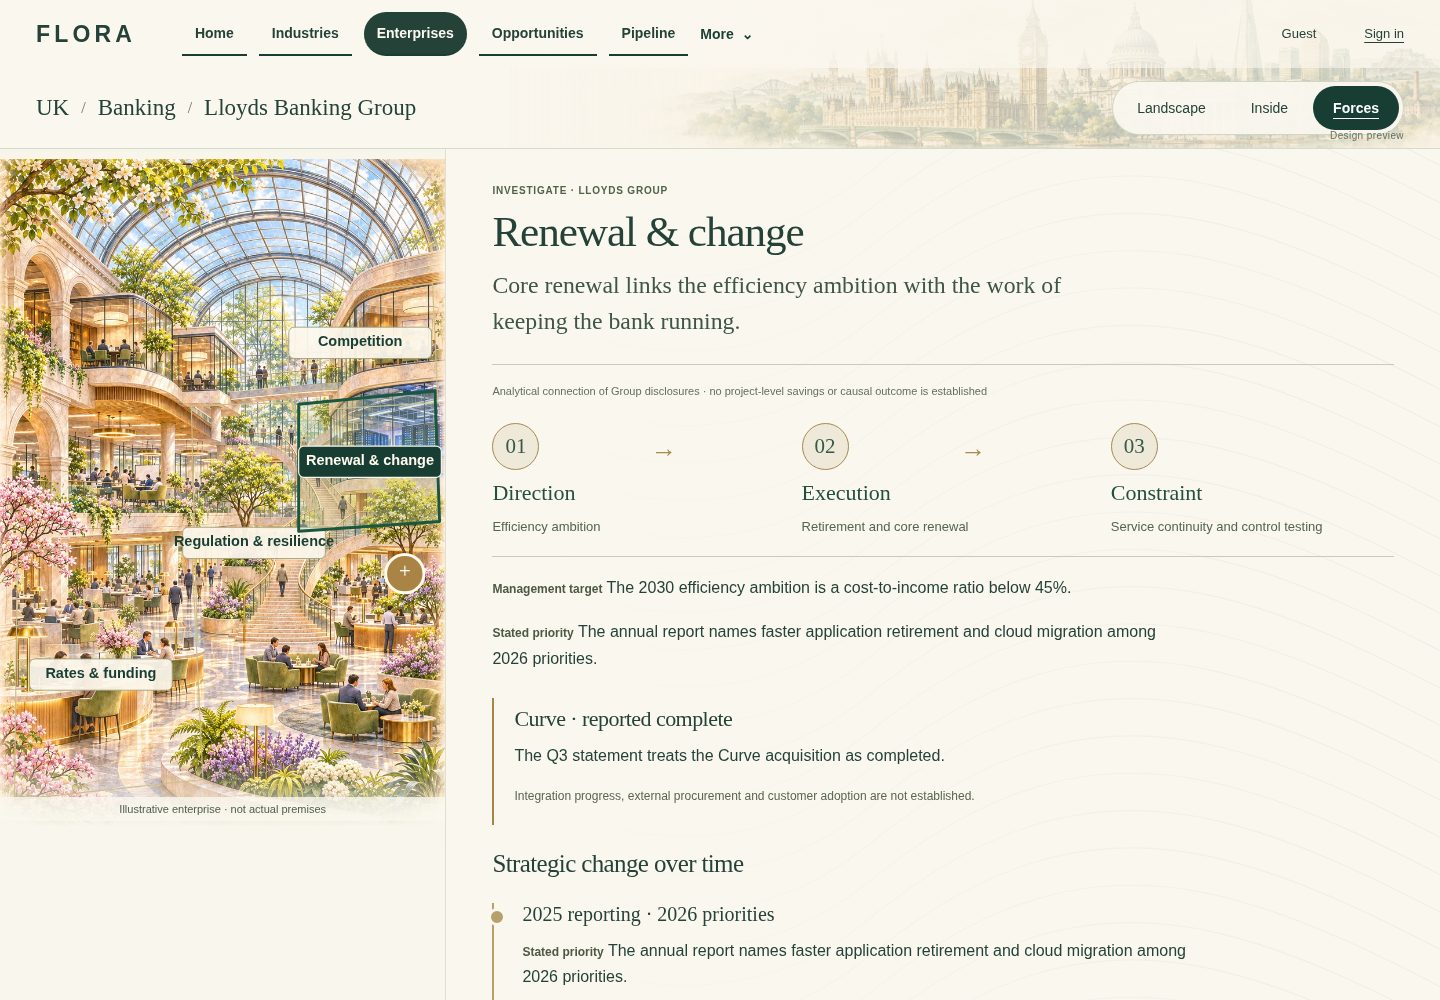 FLORA
Home
Industries
Enterprises
Opportunities
Pipeline
More
Guest
Sign in
UK / Banking / Lloyds Banking Group
Landscape
Inside
Forces
Design preview
Competition
Renewal & change
Regulation & resilience
+
Rates & funding
Illustrative enterprise · not actual premises
INVESTIGATE · LLOYDS GROUP
Renewal & change
Core renewal links the efficiency ambition with the work of
keeping the bank running.
Analytical connection of Group disclosures · no project-level savings or causal outcome is established
01 → 02 → 03
Direction
Execution
Constraint
Efficiency ambition
Retirement and core renewal
Service continuity and control testing
Management target The 2030 efficiency ambition is a cost-to-income ratio below 45%.
Stated priority The annual report names faster application retirement and cloud migration among
2026 priorities.
Curve · reported complete
The Q3 statement treats the Curve acquisition as completed.
Integration progress, external procurement and customer adoption are not established.
Strategic change over time
2025 reporting · 2026 priorities
Stated priority The annual report names faster application retirement and cloud migration among
2026 priorities.